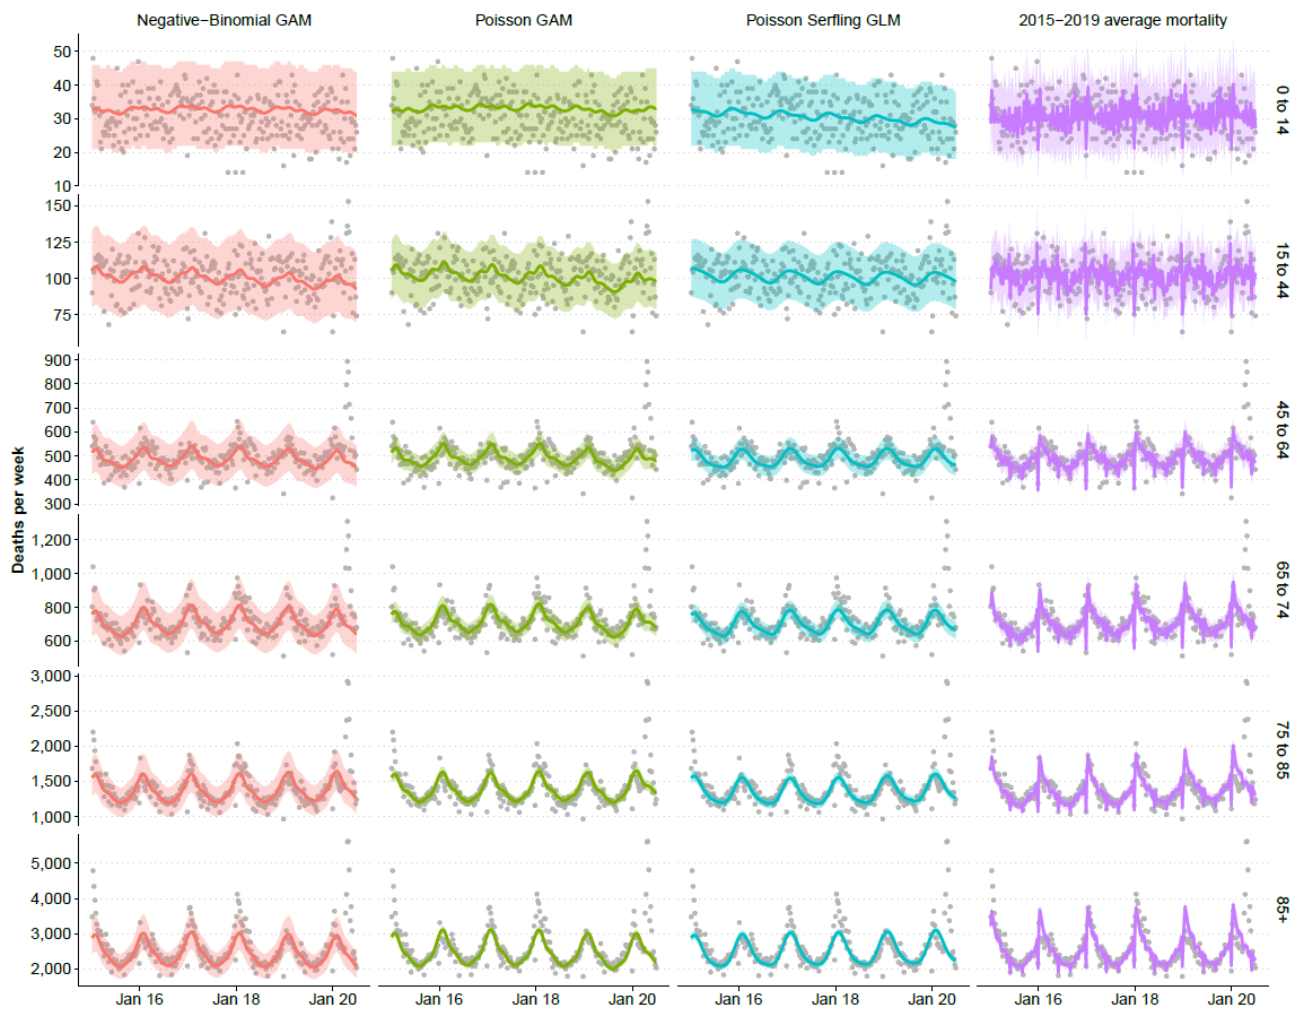 Negative-Binomial GAM
Poisson GAM
Poisson Serfling GLM
2015-2019 average mortality
50
40
30
20
10
0 to 14
150
125
100
75
15 to 44
900
800
700
600
500
400
300
45 to 64
Deaths per week
1,200
1,000
800
600
65 to 74
3,000
2,500
2,000
1,500
1,000
75 to 85
5,000
4,000
3,000
2,000
85+
Jan 16
Jan 18
Jan 20
Jan 16
Jan 18
Jan 20
Jan 16
Jan 18
Jan 20
Jan 16
Jan 18
Jan 20